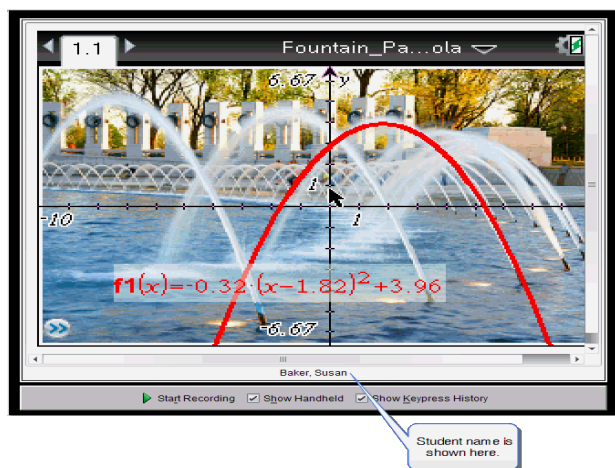 1.1
Fountain_Pa...ola
6.67 y
1
-10
1
f1(x)=-0.32·(x-1.82)²+3.96
-6.67
Baker, Susan
Start Recording Show Handheld Show Keypress History
Student name is
shown here.